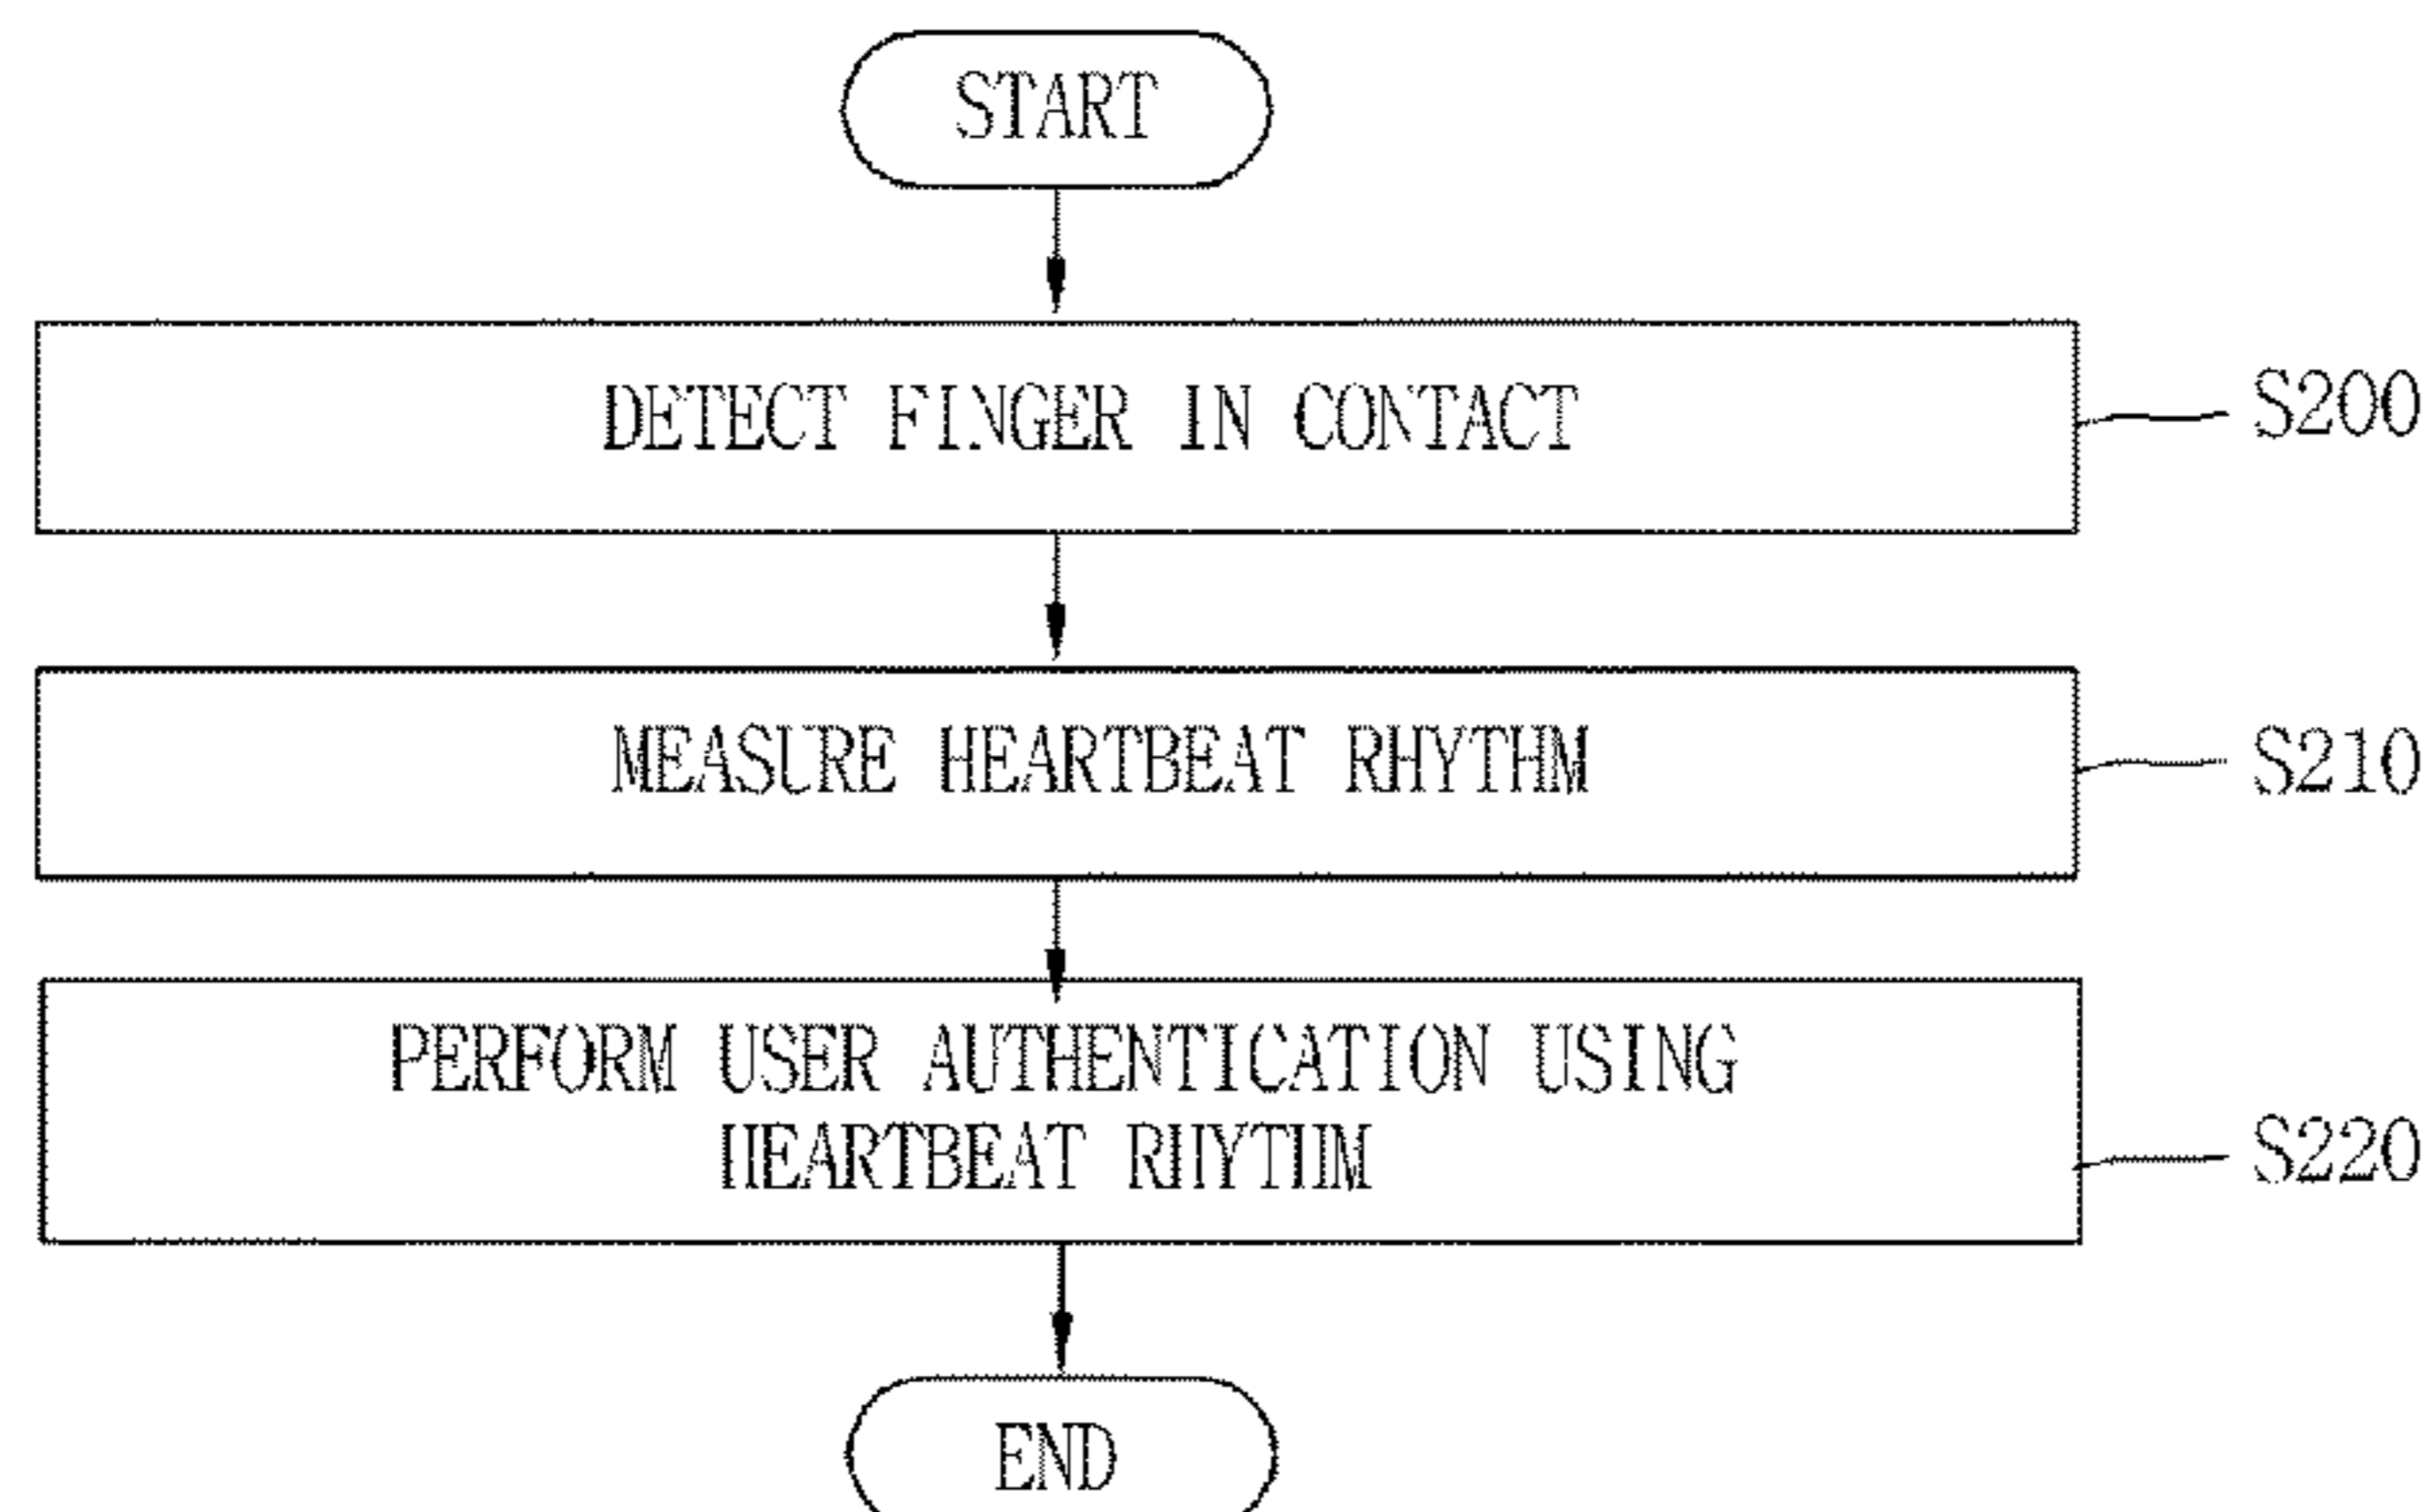 START
DETECT FINGER IN CONTACT
S200
MEASURE HEARTBEAT RHYTHM
S210
PERFORM USER AUTHENTICATION USING
HEARTBEAT RHYTHM
S220
END